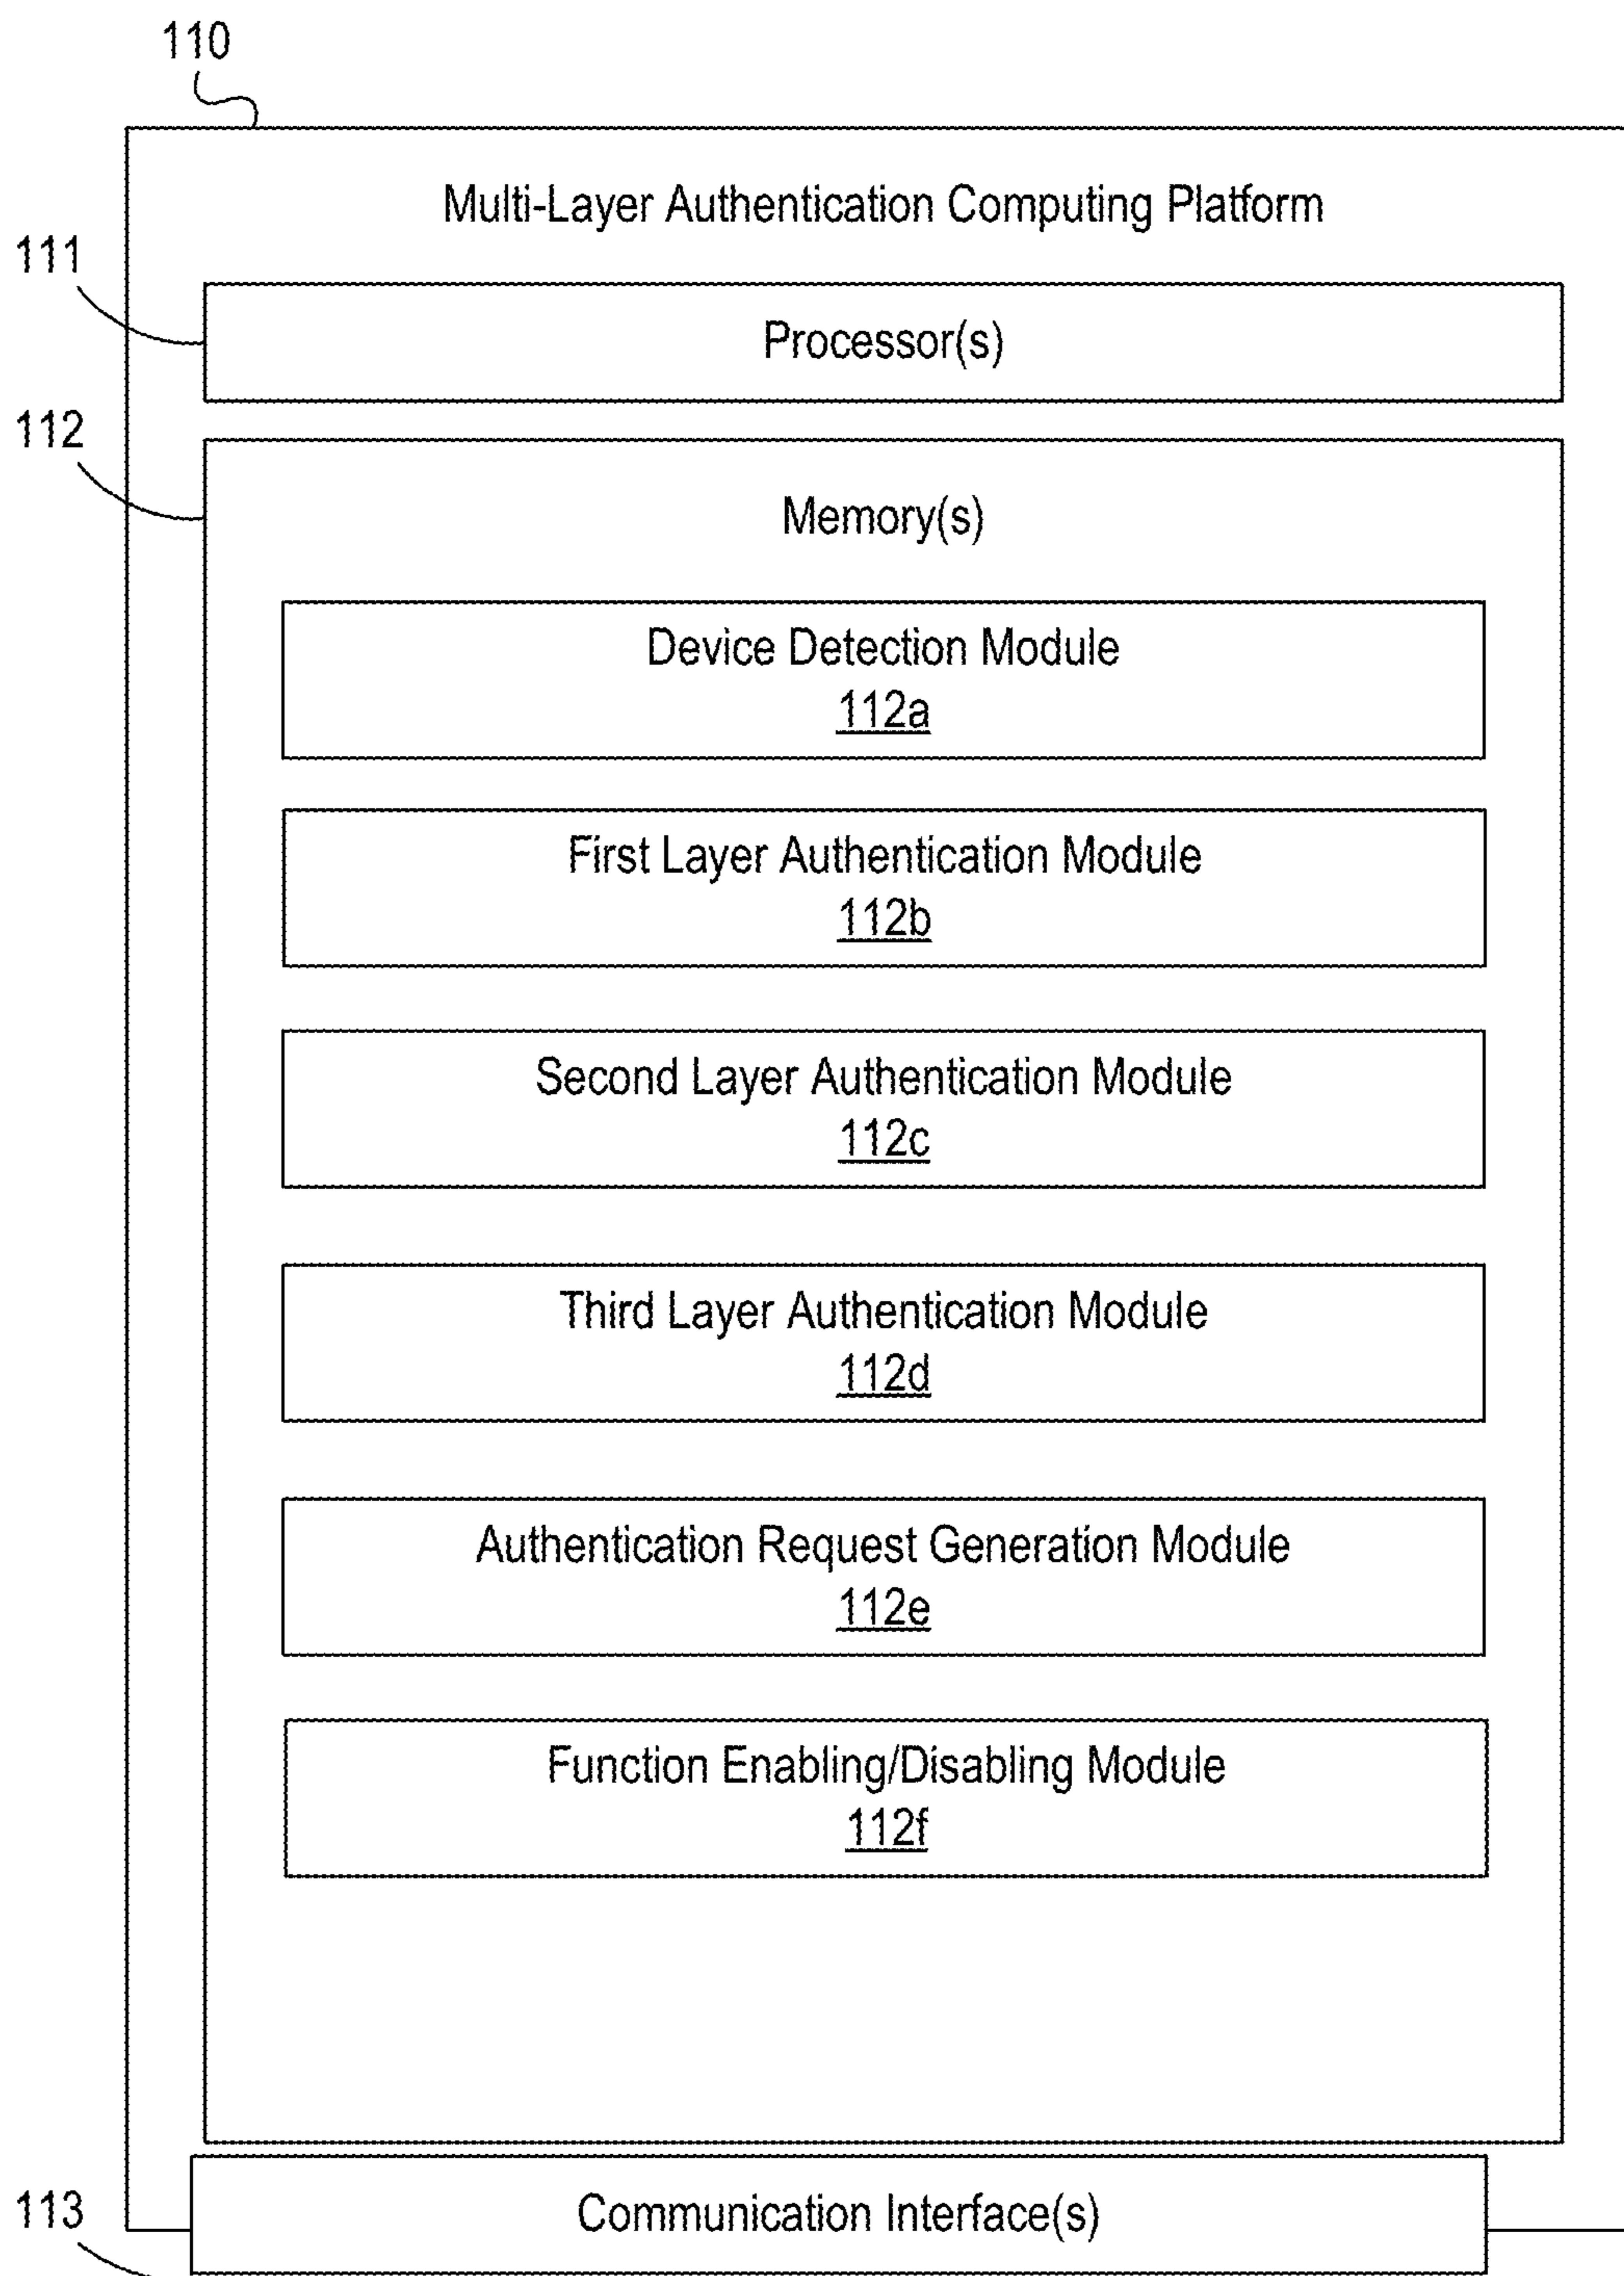 110
Multi-Layer Authentication Computing Platform
111
Processor(s)
112
Memory(s)
Device Detection Module
112a
First Layer Authentication Module
112b
Second Layer Authentication Module
112c
Third Layer Authentication Module
112d
Authentication Request Generation Module
112e
Function Enabling/Disabling Module
112f
113
Communication Interface(s)